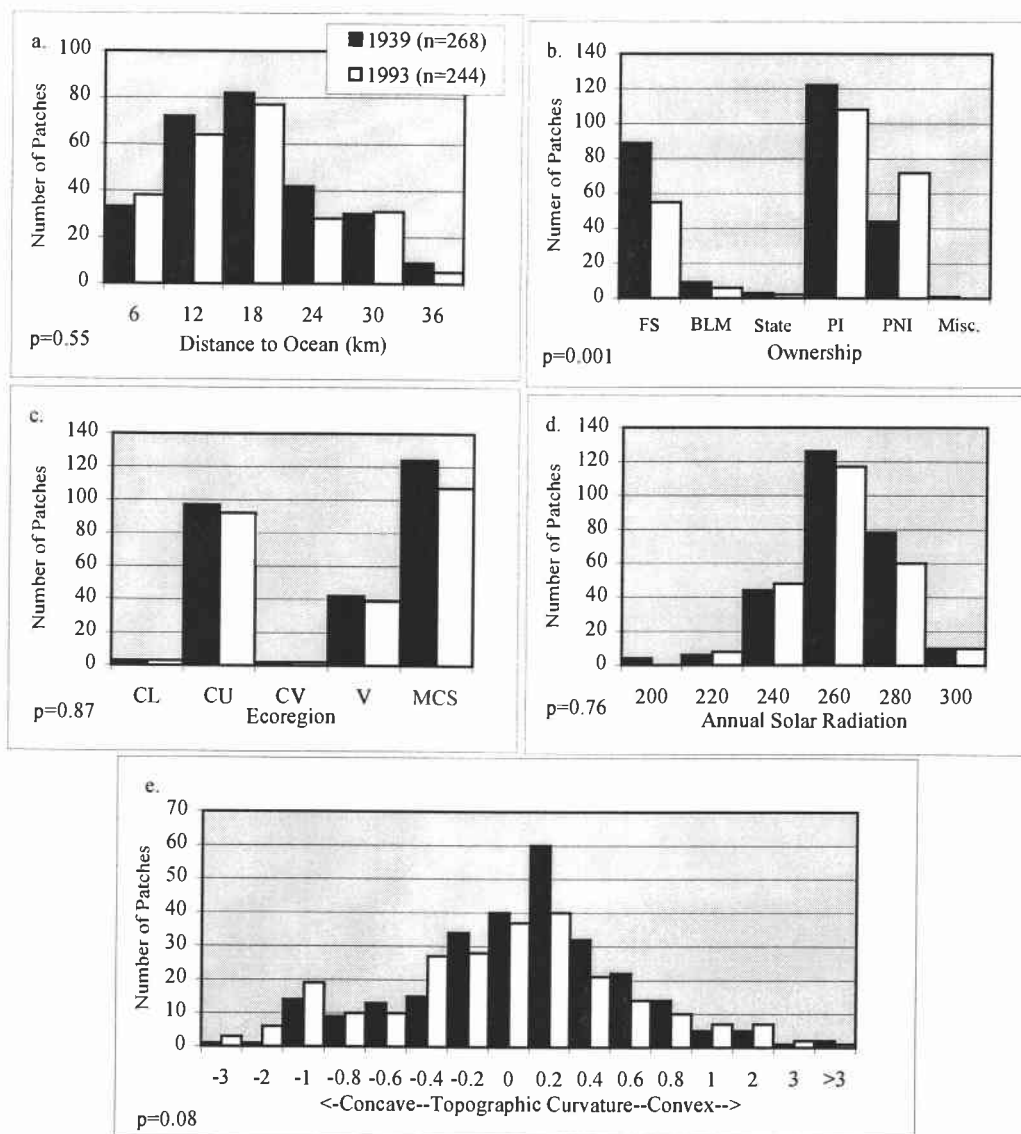 a.
1939 (n=268)
1993 (n=244)
Number of Patches
100
80
60
40
20
0
6 12 18 24 30 36
p=0.55
Distance to Ocean (km)
b.
Numer of Patches
140
120
100
80
60
40
20
0
FS BLM State PI PNI Misc.
p=0.001
Ownership
c.
Number of Patches
140
120
100
80
60
40
20
0
CL CU CV V MCS
p=0.87
Ecoregion
d.
Number of Patches
140
120
100
80
60
40
20
0
200 220 240 260 280 300
p=0.76
Annual Solar Radiation
e.
Number of Patches
70
60
50
40
30
20
10
0
-3 -2 -1 -0.8 -0.6 -0.4 -0.2 0 0.2 0.4 0.6 0.8 1 2 3 >3
<-Concave--Topographic Curvature--Convex-->
p=0.08